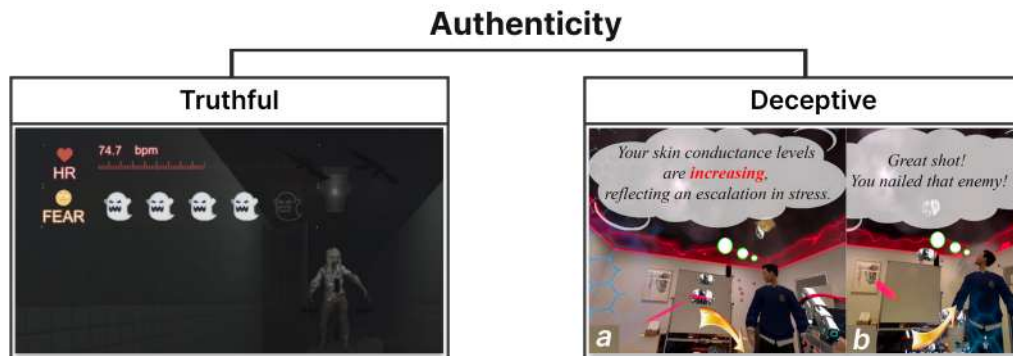 Authenticity
Truthful
Deceptive
74.7 bpm
HR
FEAR
Your skin conductance levels
are increasing,
reflecting an escalation in stress.
Great shot!
You nailed that enemy!
a
b